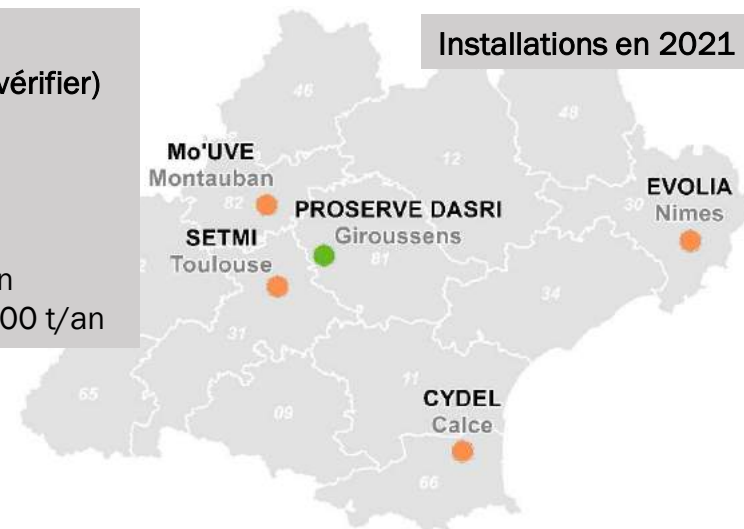 Installations en 2021
vérifier)
n
00 t/an
46
48
12
Mo'UVE
Montauban
82
EVOLIA
Nimes
30
PROSERVE DASRI
Giroussens
81
SETMI
Toulouse
2
34
31
65
09
11
CYDEL
Calce
66